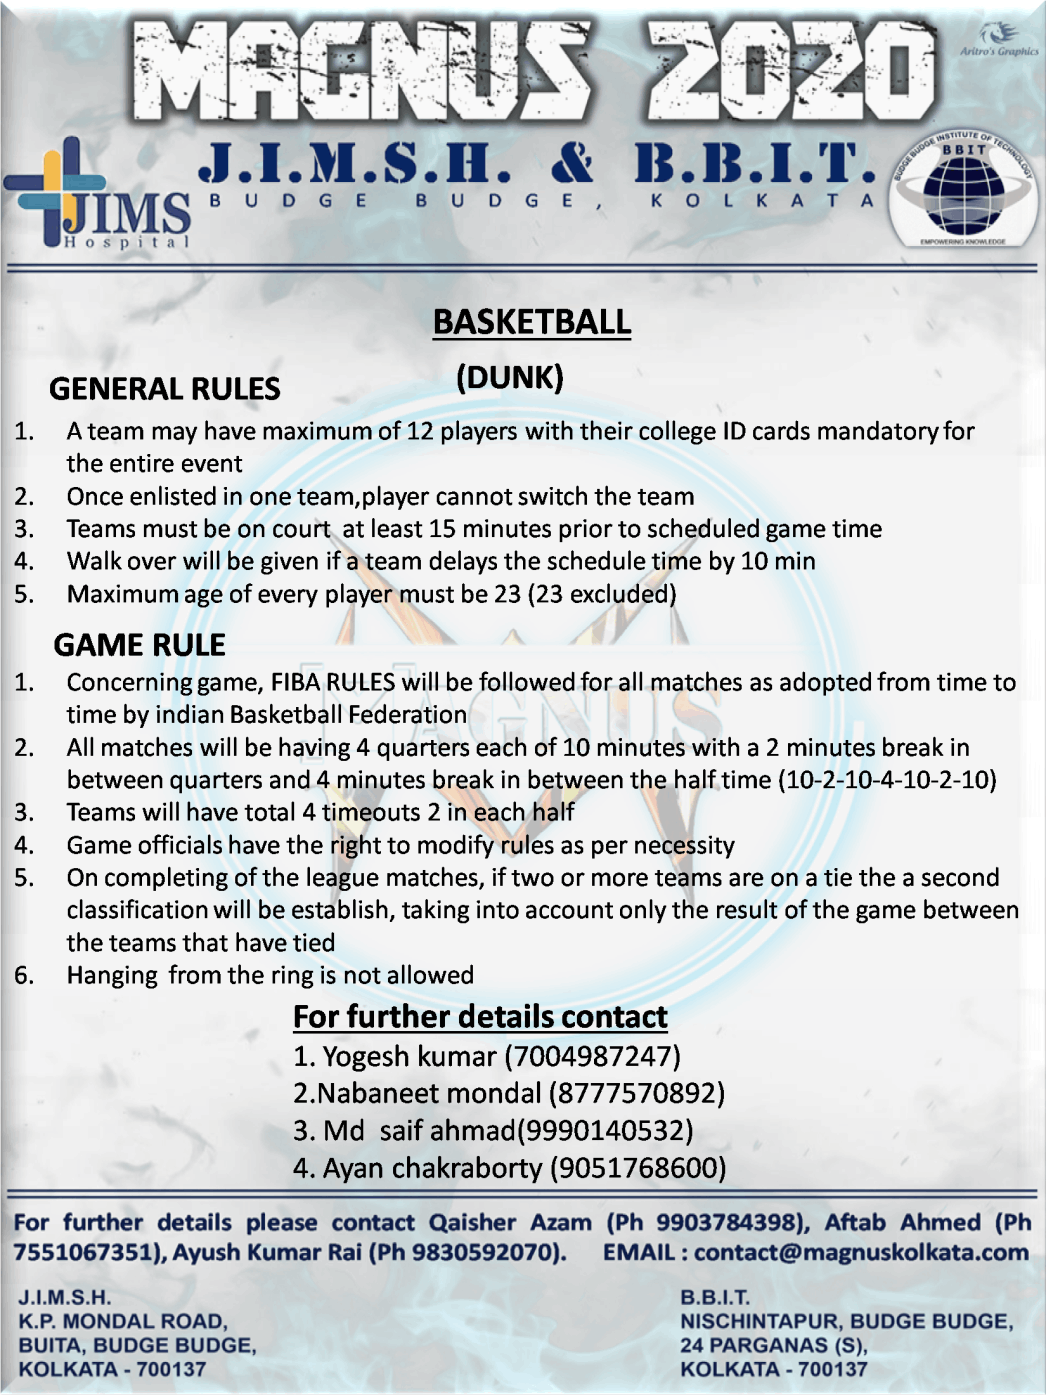 MAGNUS 2020
Aritro's Graphics
J.I.M.S.H. & B.B.I.T.
BUDGE BUDGE, KOLKATA
JIMS
Hospital
BUDGE BUDGE INSTITUTE OF TECHNOLOGY
BBIT
EMPOWERING KNOWLEDGE
BASKETBALL
(DUNK)
GENERAL RULES
1. A team may have maximum of 12 players with their college ID cards mandatory for
the entire event
2. Once enlisted in one team,player cannot switch the team
3. Teams must be on court at least 15 minutes prior to scheduled game time
4. Walk over will be given if a team delays the schedule time by 10 min
5. Maximum age of every player must be 23 (23 excluded)
GAME RULE
1. Concerning game, FIBA RULES will be followed for all matches as adopted from time to
time by indian Basketball Federation
2. All matches will be having 4 quarters each of 10 minutes with a 2 minutes break in
between quarters and 4 minutes break in between the half time (10-2-10-4-10-2-10)
3. Teams will have total 4 timeouts 2 in each half
4. Game officials have the right to modify rules as per necessity
5. On completing of the league matches, if two or more teams are on a tie the a second
classification will be establish, taking into account only the result of the game between
the teams that have tied
6. Hanging from the ring is not allowed
MAGNUS
For further details contact
1. Yogesh kumar (7004987247)
2.Nabaneet mondal (8777570892)
3. Md saif ahmad(9990140532)
4. Ayan chakraborty (9051768600)
For further details please contact Qaisher Azam (Ph 9903784398), Aftab Ahmed (Ph
7551067351), Ayush Kumar Rai (Ph 9830592070). EMAIL : contact@magnuskolkata.com
J.I.M.S.H.
K.P. MONDAL ROAD,
BUITA, BUDGE BUDGE,
KOLKATA - 700137
B.B.I.T.
NISCHINTAPUR, BUDGE BUDGE,
24 PARGANAS (S),
KOLKATA - 700137